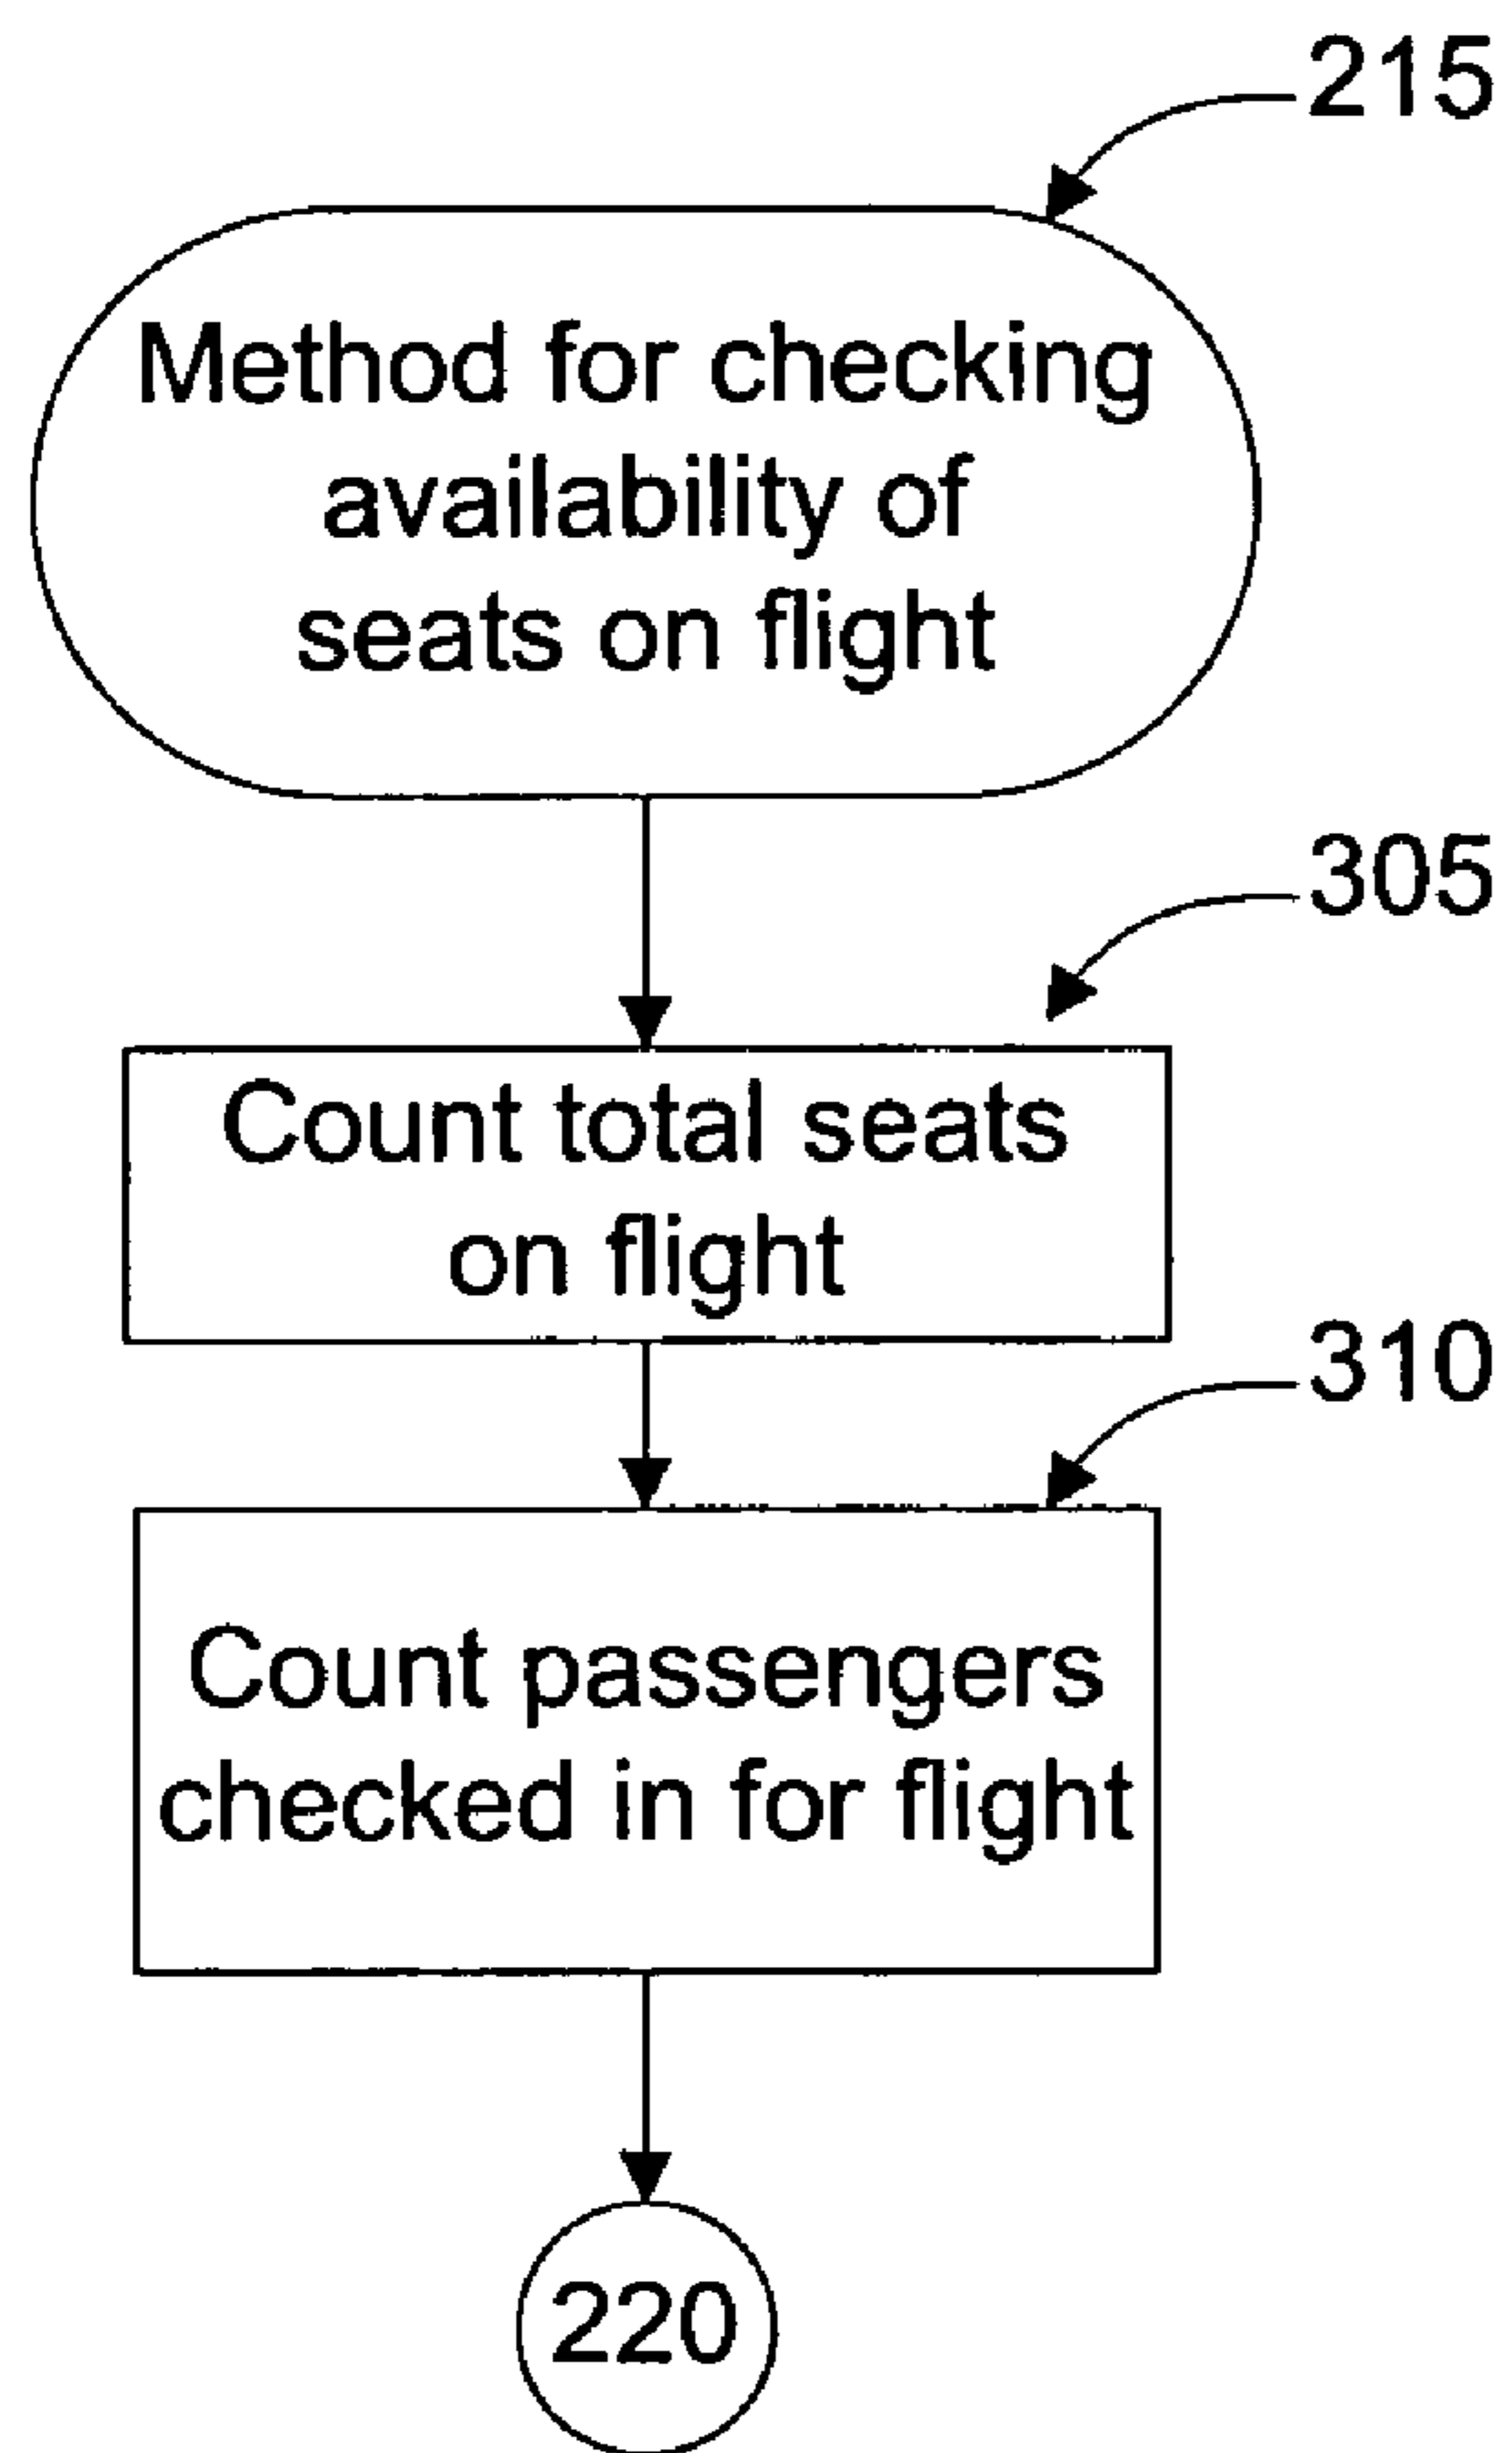 215
Method for checking
availability of
seats on flight
305
Count total seats
on flight
310
Count passengers
checked in for flight
220